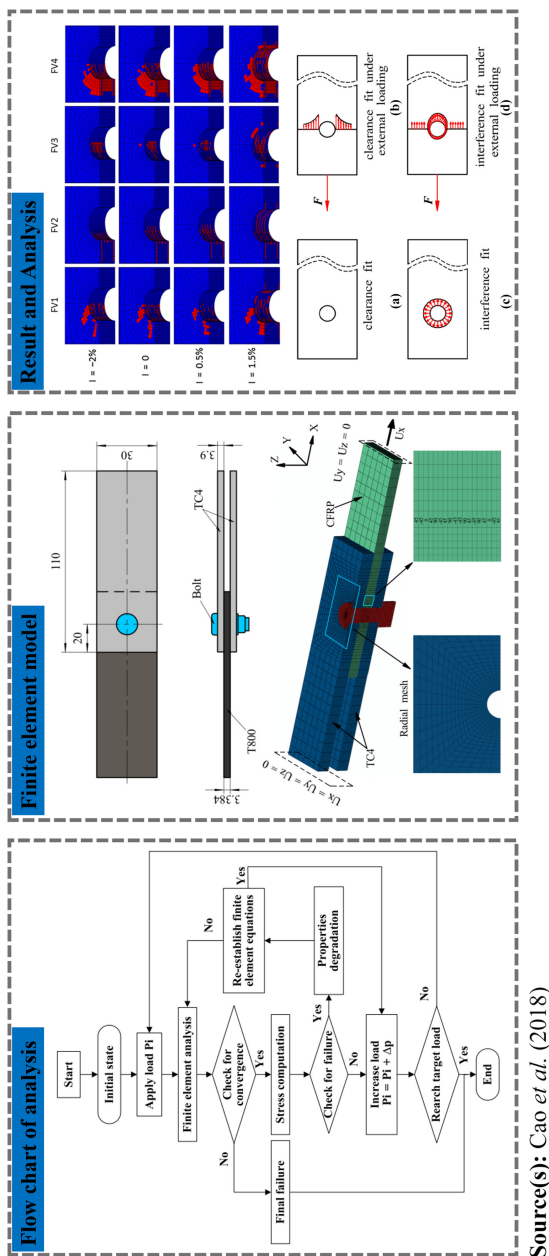 Flow chart of analysis
Start
Initial state
Apply load Pi
Finite element analysis
Check for
convergence
No
Yes
Stress computation
Check for failure
Yes
No
Properties
degradation
Re-establish finite
element equations
No
Yes
Increase load
Pi = Pi + Δp
Rearch target load
No
Yes
Final failure
End
Finite element model
110
20
30
3.9
Bolt
TC4
T800
3.384
Z
Y
X
Ux = Uy = Uz = 0
Uy = Uz = 0
Ux
CFRP
TC4
Radial mesh
Result and Analysis
FV1
FV2
FV3
FV4
I = -2%
I = 0
I = 0.5%
I = 1.5%
F
clearance fit
(a)
clearance fit under
external loading
(b)
F
interference fit
(c)
interference fit under
external loading
(d)
Source(s): Cao et al. (2018)